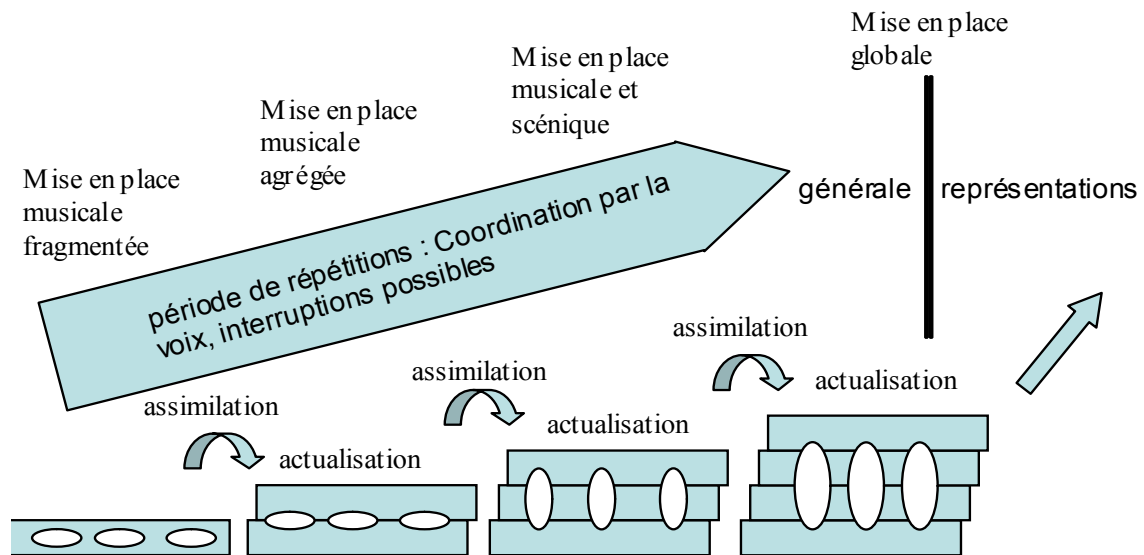 Mise en place
musicale
fragmentée
Mise en place
musicale
agrégée
Mise en place
musicale et
scénique
Mise en place
globale
générale
représentations
période de répétitions : Coordination par la
voix, interruptions possibles
assimilation
actualisation
assimilation
actualisation
assimilation
actualisation